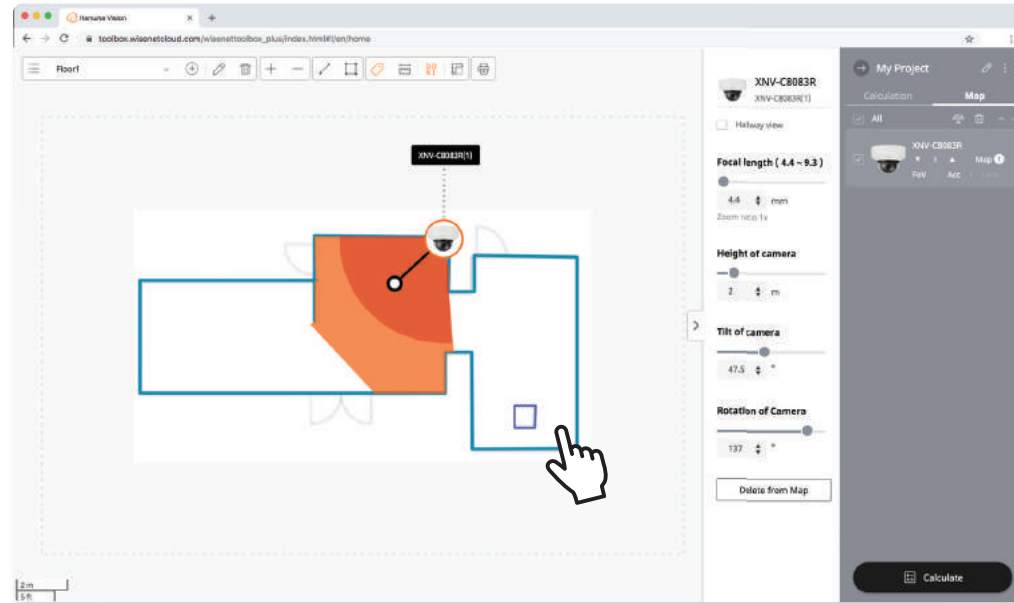 Hanwha Vision
toolbox.wisenetcloud.com/wisenettoolbox_plus/index.html#!/en/home
Floor1
XNV-C8083R(1)
2 m
5 ft
XNV-C8083R
XNV-C8083R(1)
Hallway view
Focal length ( 4.4 ~ 9.3 )
4.4 mm
Zoom ratio 1x
Height of camera
2 m
Tilt of camera
47.5 °
Rotation of Camera
137 °
Delete from Map
My Project
Calculation Map
All
XNV-C8083R
1 Map 1
FoV Acc
Calculate